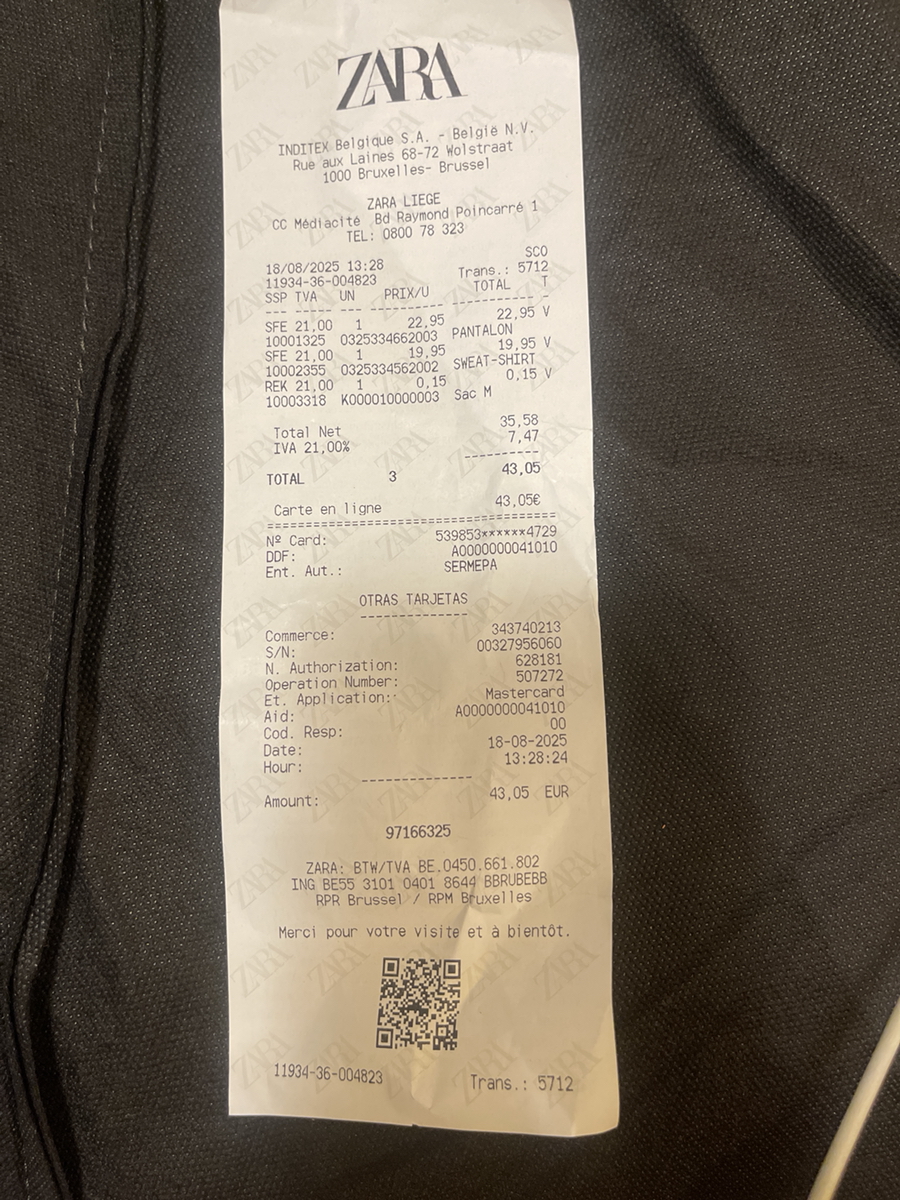 ZARA
INDITEX Belgique S.A. - België N.V.
Rue aux Laines 68-72 Wolstraat
1000 Bruxelles- Brussel
ZARA LIEGE
CC Médiacité Bd Raymond Poincarré 1
TEL: 0800 78 323
SCO
18/08/2025 13:28 Trans.: 5712
11934-36-004823
SSP TVA UN PRIX/U TOTAL T
SFE 21,00 1 22,95 22,95 V
10001325 0325334662003 PANTALON
SFE 21,00 1 19,95 19,95 V
10002355 0325334562002 SWEAT-SHIRT
REK 21,00 1 0,15 0,15 V
10003318 K000010000003 Sac M
Total Net 35,58
IVA 21,00% 7,47
TOTAL 3 43,05
Carte en ligne 43,05€
Nº Card: 539853******4729
DDF: A0000000041010
Ent. Aut.: SERMEPA
OTRAS TARJETAS
Commerce: 343740213
S/N: 00327956060
N. Authorization: 628181
Operation Number: 507272
Et. Application: Mastercard
Aid: A0000000041010
Cod. Resp: 00
Date: 18-08-2025
Hour: 13:28:24
Amount: 43,05 EUR
97166325
ZARA: BTW/TVA BE.0450.661.802
ING BE55 3101 0401 8644 BBRUBEBB
RPR Brussel / RPM Bruxelles
Merci pour votre visite et à bientôt.
11934-36-004823 Trans.: 5712